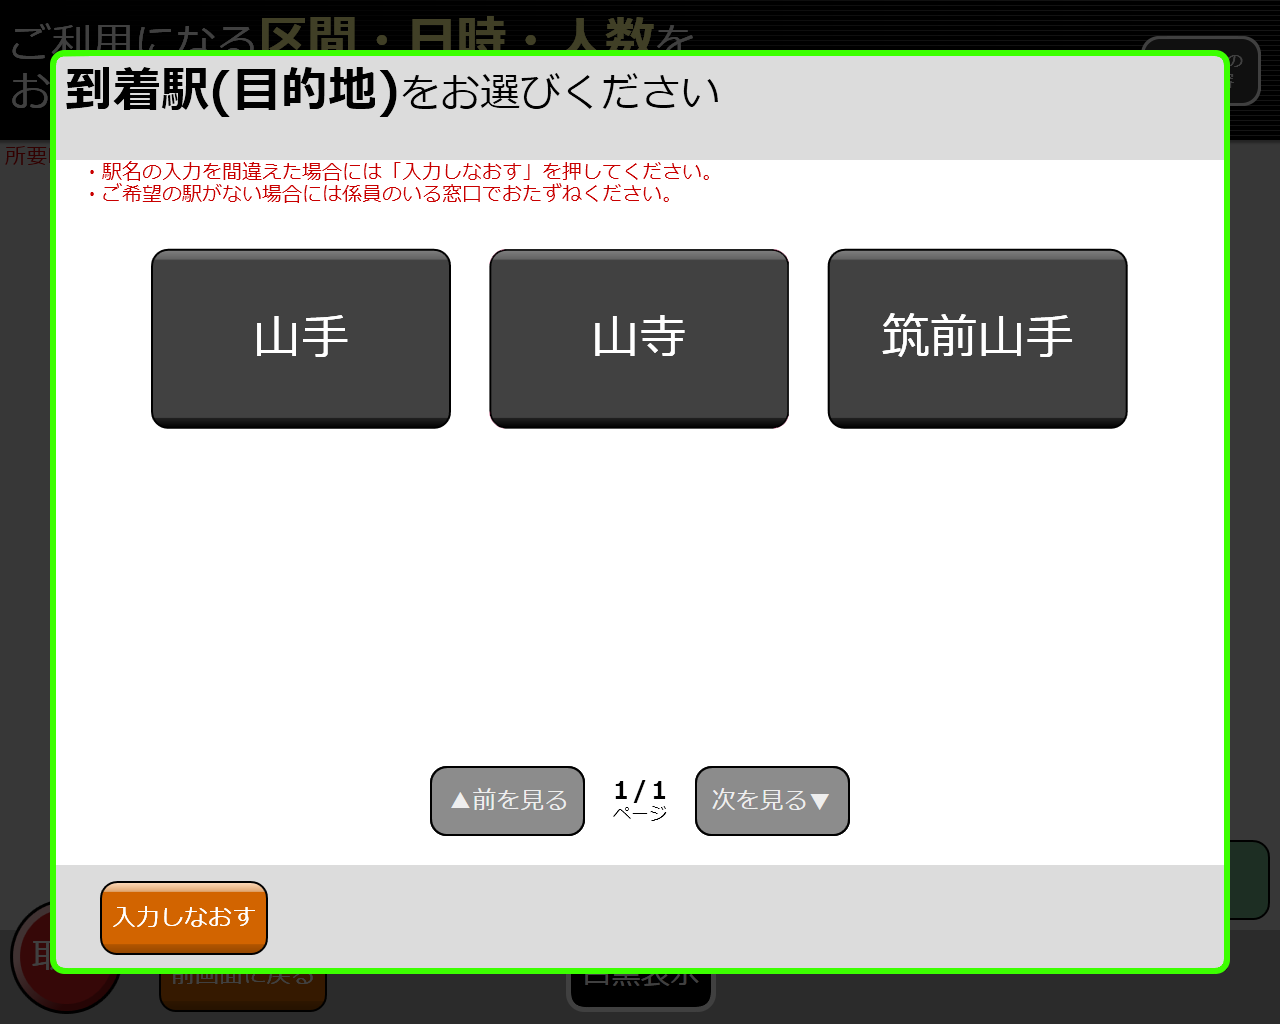 ご利用になる区間・日時・人数を
お
の
所要
到着駅(目的地)をお選びください
・駅名の入力を間違えた場合には「入力しなおす」を押してください。
・ご希望の駅がない場合には係員のいる窓口でおたずねください。
山手
山寺
筑前山手
▲前を見る
1/1
ページ
次を見る▼
入力しなおす
取
前画面に戻る
白黒表示